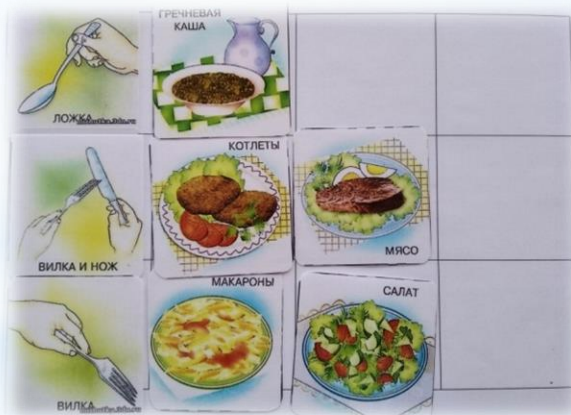 ГРЕЧНЕВАЯ
КАША
ЛОЖКА
КОТЛЕТЫ
МЯСО
ВИЛКА И НОЖ
МАКАРОНЫ
САЛАТ
ВИЛКА